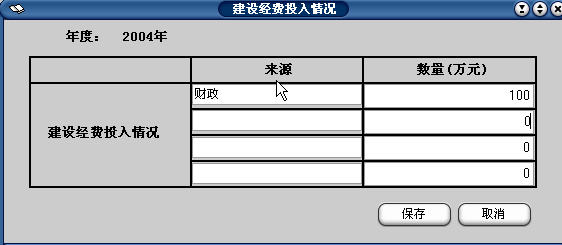 建设经费投入情况
年度： 2004年
来源 数量(万元)
财政 100
建设经费投入情况
0
0
0
保存 取消